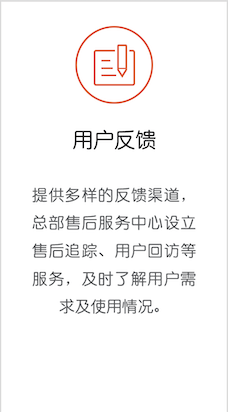 用户反馈
提供多样的反馈渠道，
总部售后服务中心设立
售后追踪、用户回访等
服务，及时了解用户需
求及使用情况。